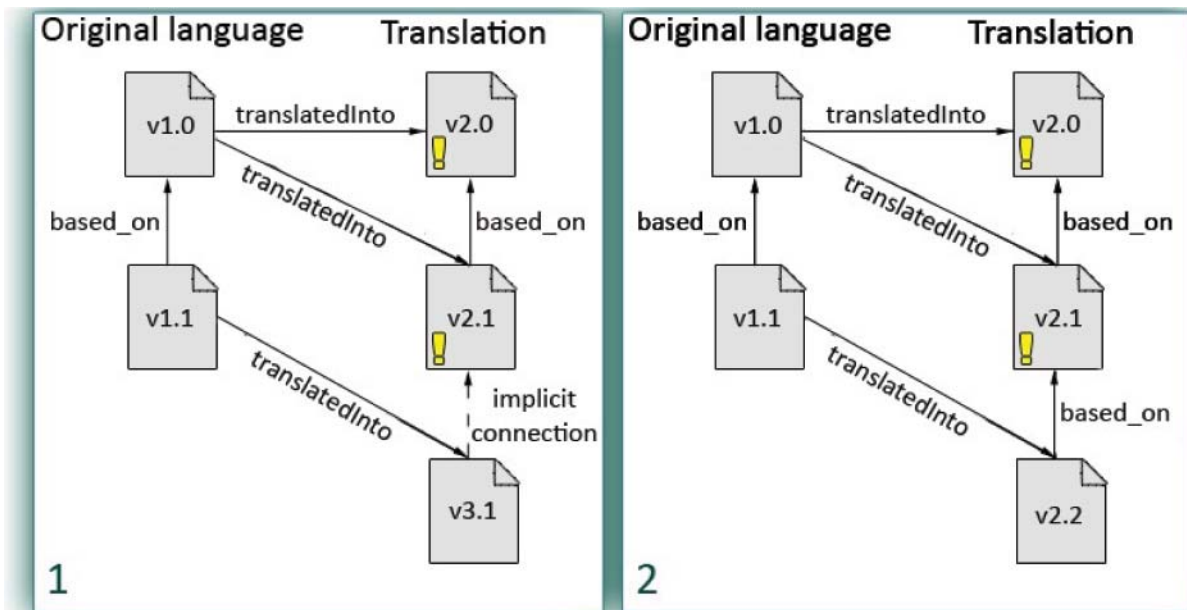 Original language Translation
v1.0 translatedInto v2.0
translatedInto
based_on based_on
v1.1 v2.1
translatedInto
implicit
connection
v3.1
1
Original language Translation
v1.0 translatedInto v2.0
translatedInto
based_on based_on
v1.1 v2.1
translatedInto
based_on
v2.2
2